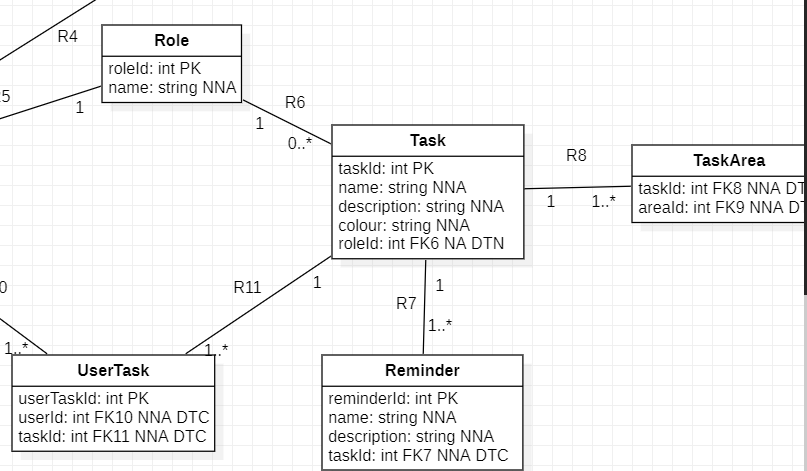 R4
Role
roleId: int PK
name: string NNA
1
R6
1
0..*
Task
taskId: int PK
name: string NNA
description: string NNA
colour: string NNA
roleId: int FK6 NA DTN
R8
1
1..*
TaskArea
taskId: int FK8 NNA
areaId: int FK9 NNA
R11
1
1..*
R7
1
1..*
1..*
UserTask
userTaskId: int PK
userId: int FK10 NNA DTC
taskId: int FK11 NNA DTC
Reminder
reminderId: int PK
name: string NNA
description: string NNA
taskId: int FK7 NNA DTC